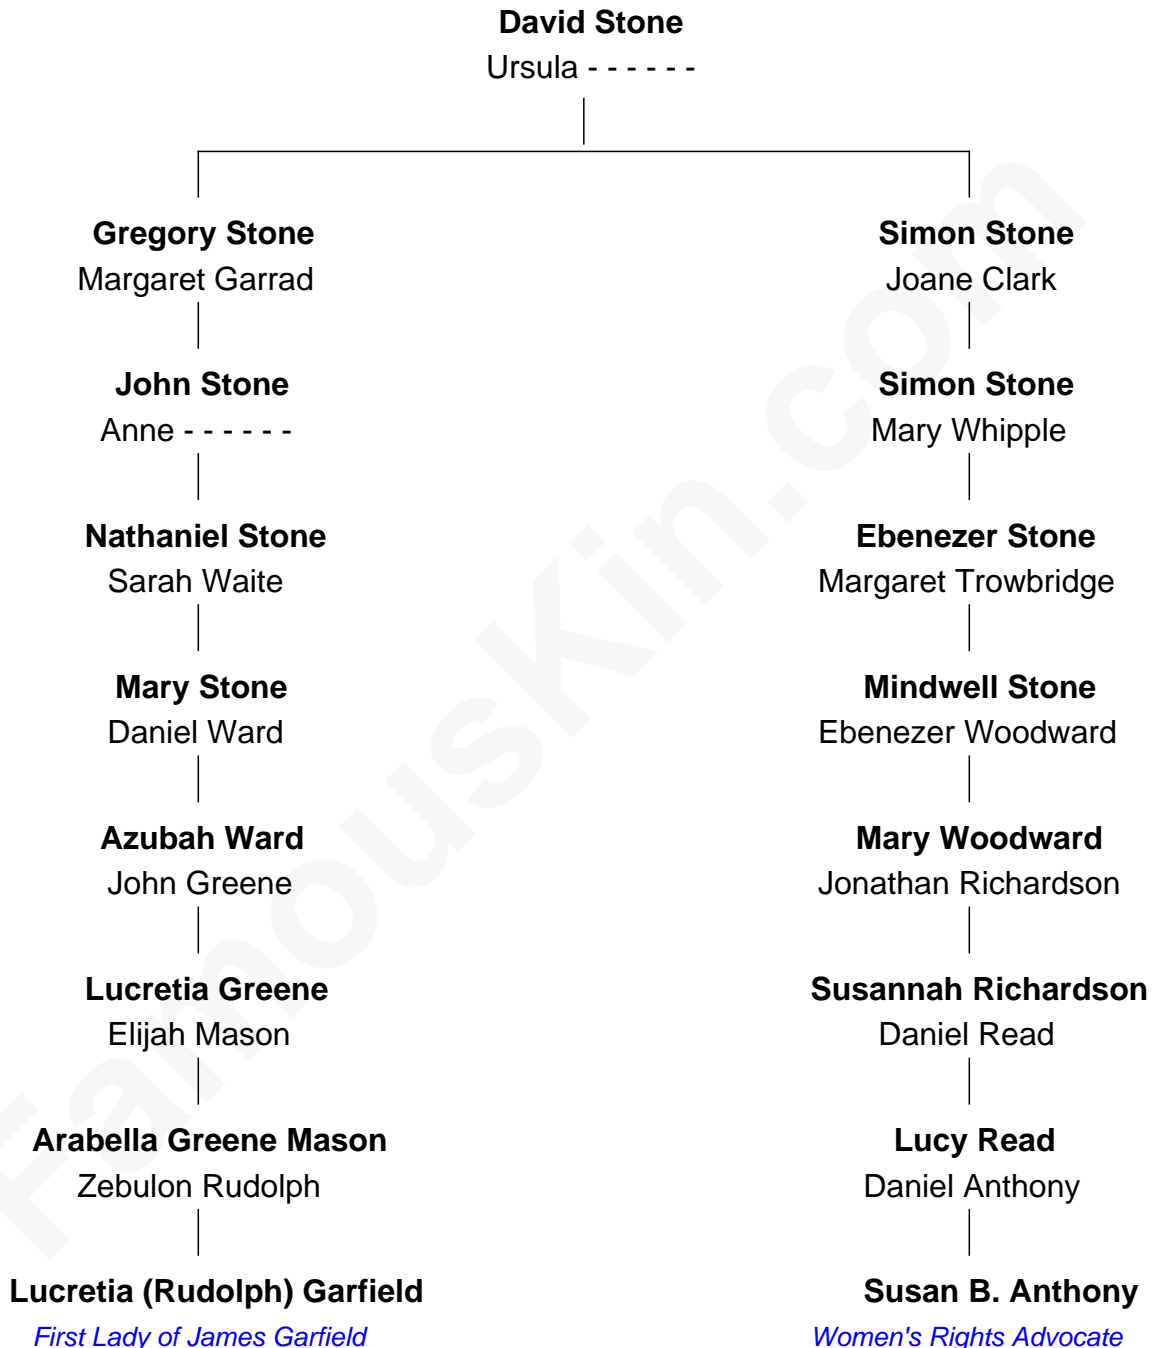 David Stone
Ursula - - - - - -
Gregory Stone
Margaret Garrad
Simon Stone
Joane Clark
John Stone
Anne - - - - - -
Simon Stone
Mary Whipple
Nathaniel Stone
Sarah Waite
Ebenezer Stone
Margaret Trowbridge
Mary Stone
Daniel Ward
Mindwell Stone
Ebenezer Woodward
Azubah Ward
John Greene
Mary Woodward
Jonathan Richardson
Lucretia Greene
Elijah Mason
Susannah Richardson
Daniel Read
Arabella Greene Mason
Zebulon Rudolph
Lucy Read
Daniel Anthony
Lucretia (Rudolph) Garfield
First Lady of James Garfield
Susan B. Anthony
Women's Rights Advocate
FamousKin.com